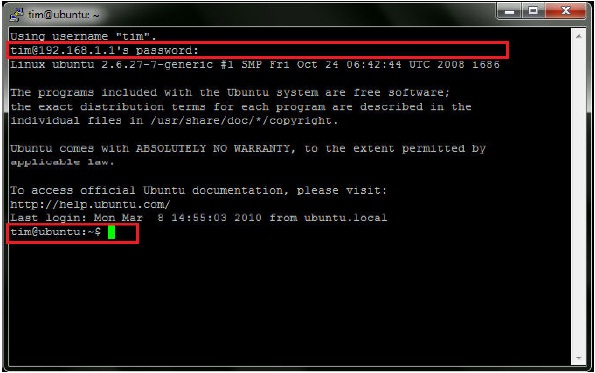 tim@ubuntu: ~
Using username "tim".
tim@192.168.1.1's password:
Linux ubuntu 2.6.27-7-generic #1 SMP Fri Oct 24 06:42:44 UTC 2008 i686
The programs included with the Ubuntu system are free software;
the exact distribution terms for each program are described in the
individual files in /usr/share/doc/*/copyright.
Ubuntu comes with ABSOLUTELY NO WARRANTY, to the extent permitted by
applicable law.
To access official Ubuntu documentation, please visit:
http://help.ubuntu.com/
Last login: Mon Mar  8 14:55:03 2010 from ubuntu.local
tim@ubuntu:~$